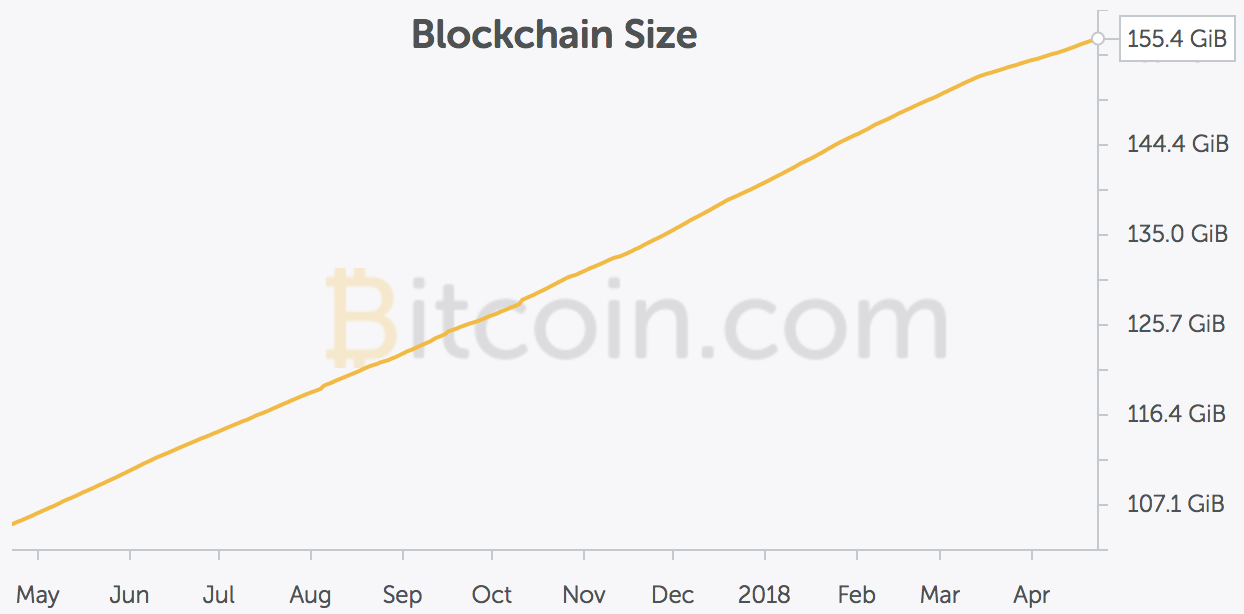 Blockchain Size
155.4 GiB
144.4 GiB
135.0 GiB
Bitcoin.com
125.7 GiB
116.4 GiB
107.1 GiB
May Jun Jul Aug Sep Oct Nov Dec 2018 Feb Mar Apr